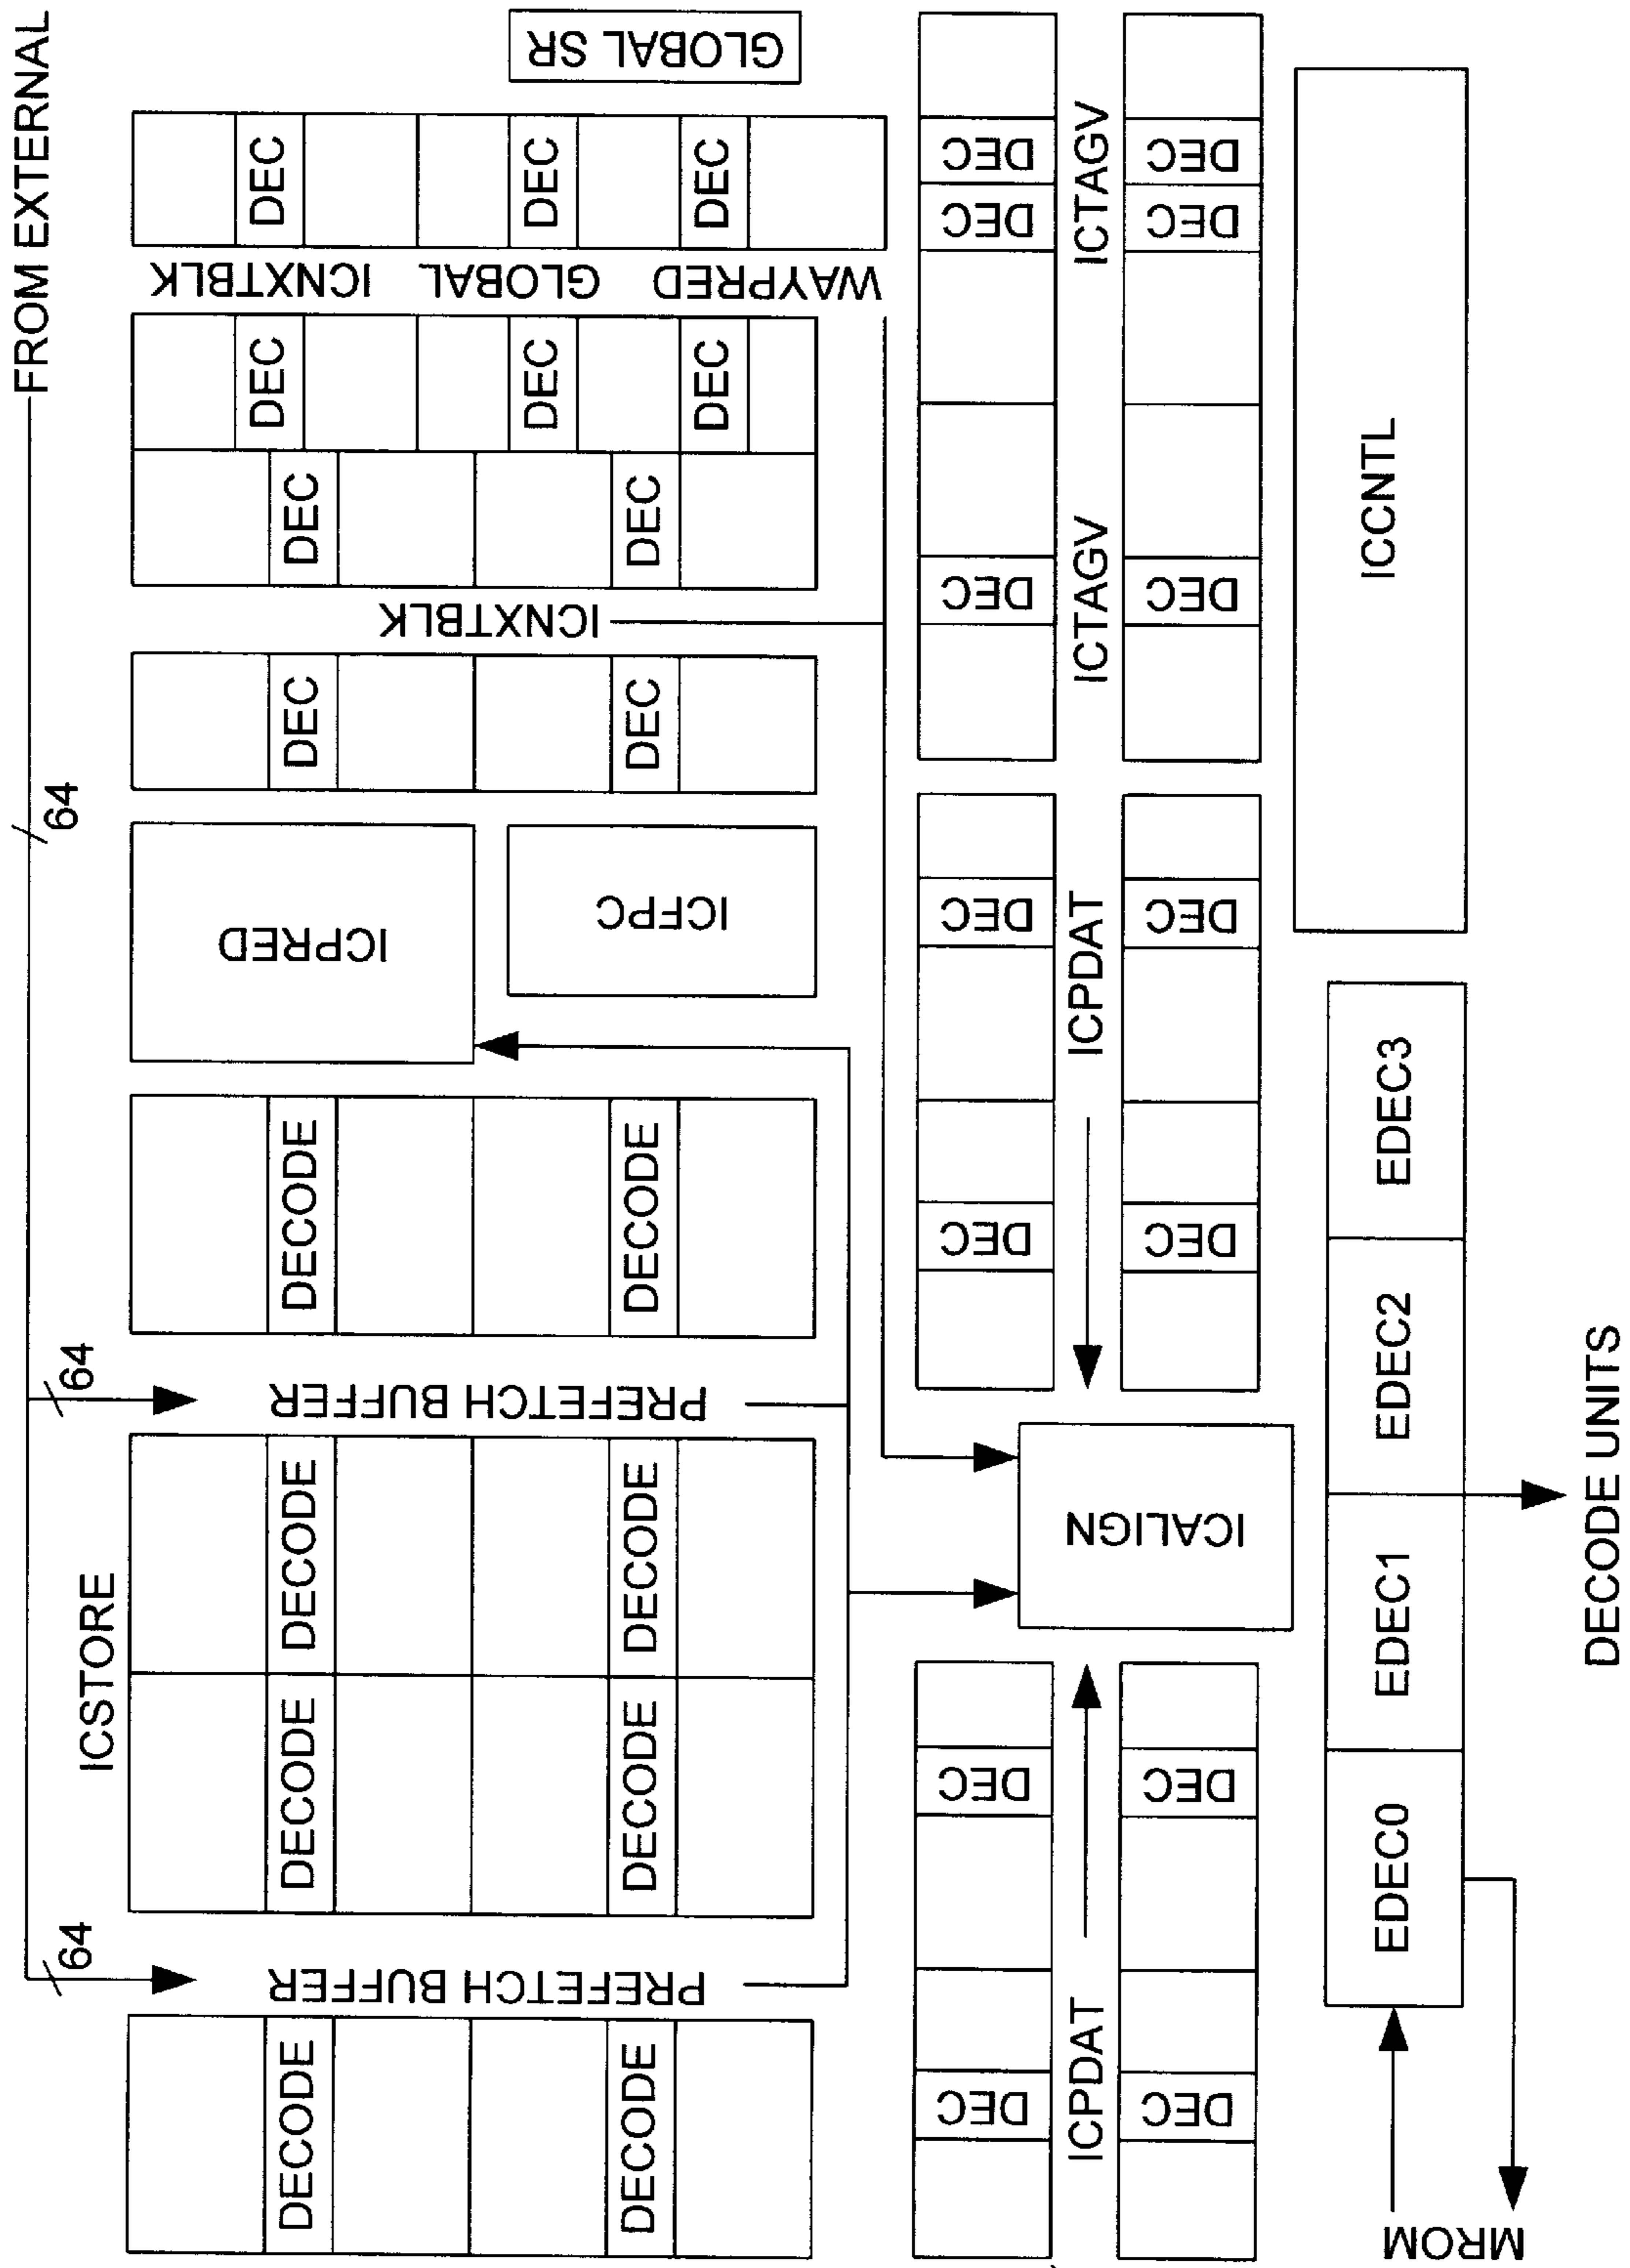 FROM EXTERNAL
64
64
64
GLOBAL SR
ICSTORE
DEC
DEC
DEC
ICNXTBLK
GLOBAL
WAYPRED
DEC
DEC
DEC
DEC
DEC
ICNXTBLK
DEC
DEC
ICPRED
ICFPC
DECODE
DECODE
PREFETCH BUFFER
DECODE
DECODE
DECODE
DECODE
PREFETCH BUFFER
DECODE
DECODE
DEC
DEC
DEC
ICTAGV
ICTAGV
DEC
DEC
DEC
DEC
DEC
ICPDAT
DEC
DEC
ICALIGN
DEC
DEC
ICPDAT
DEC
DEC
ICCNTL
EDEC0
EDEC1
EDEC2
EDEC3
MROM
DECODE UNITS